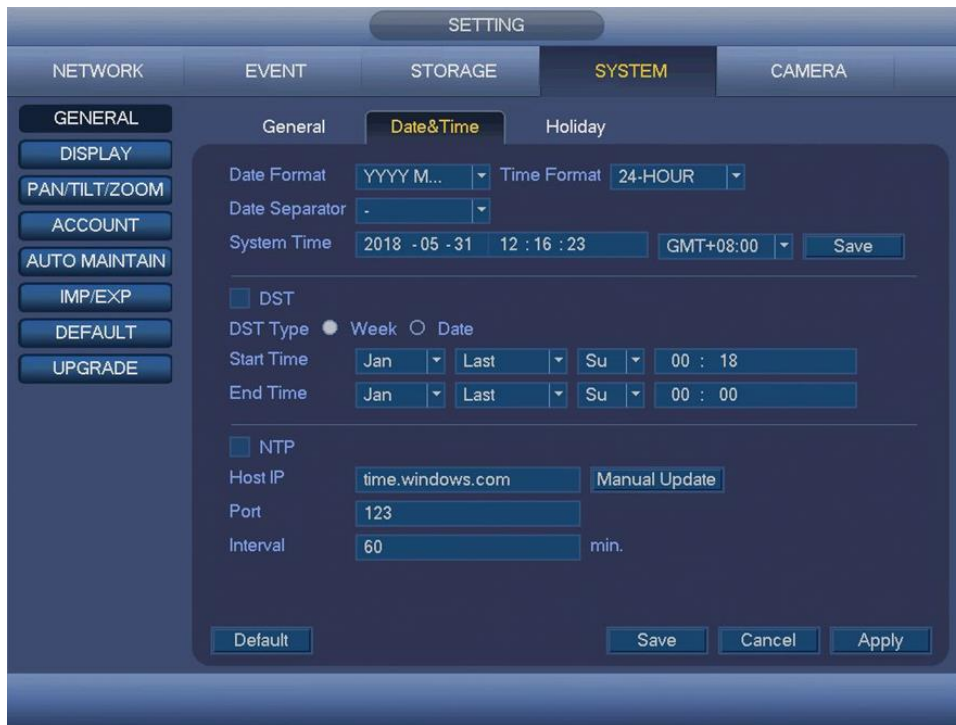 SETTING
NETWORK EVENT STORAGE SYSTEM CAMERA
GENERAL
DISPLAY
PAN/TILT/ZOOM
ACCOUNT
AUTO MAINTAIN
IMP/EXP
DEFAULT
UPGRADE
General Date&Time Holiday
Date Format YYYY M... Time Format 24-HOUR
Date Separator -
System Time 2018 - 05 - 31 12 : 16 : 23 GMT+08:00 Save
DST
DST Type Week Date
Start Time Jan Last Su 00 : 18
End Time Jan Last Su 00 : 00
NTP
Host IP time.windows.com Manual Update
Port 123
Interval 60 min.
Default Save Cancel Apply